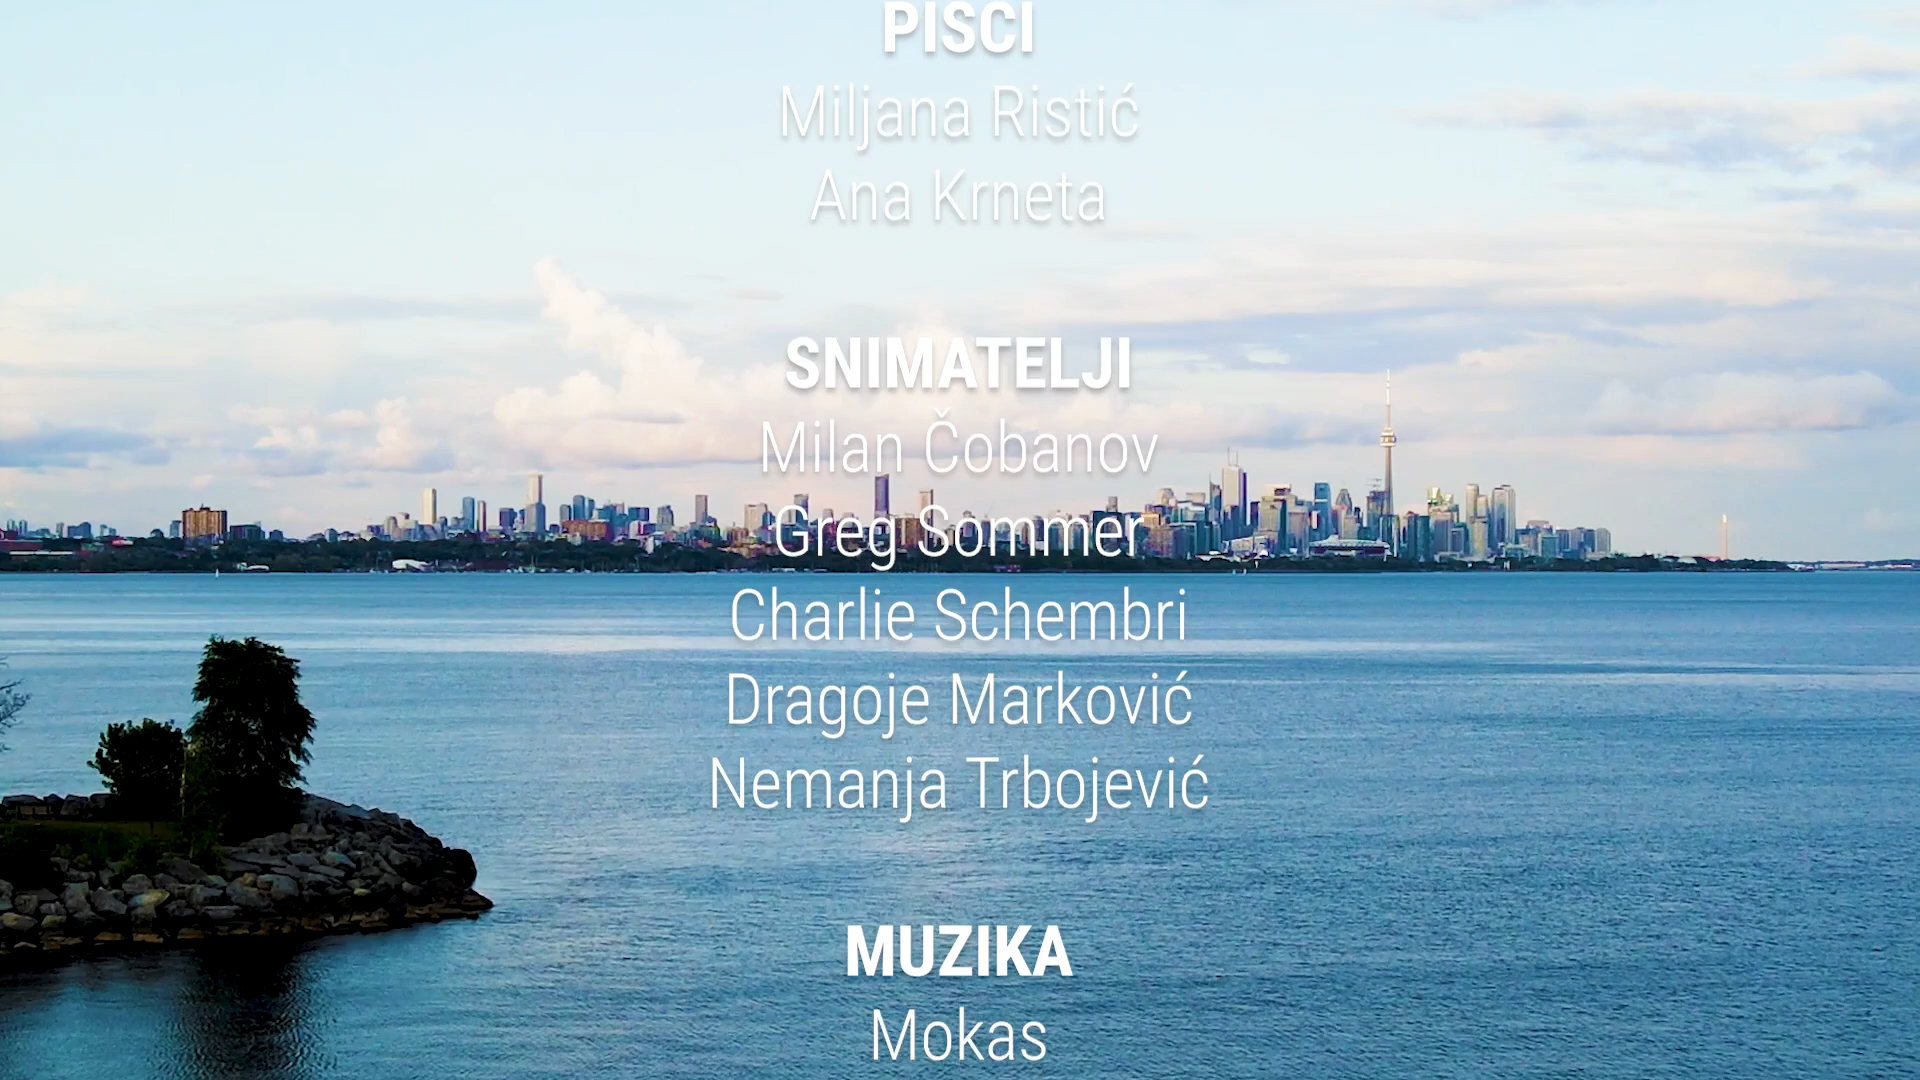 PISCI
Miljana Ristić
Ana Krneta
SNIMATELJI
Milan Čobanov
Greg Sommer
Charlie Schembri
Dragoje Marković
Nemanja Trbojević
MUZIKA
Mokas